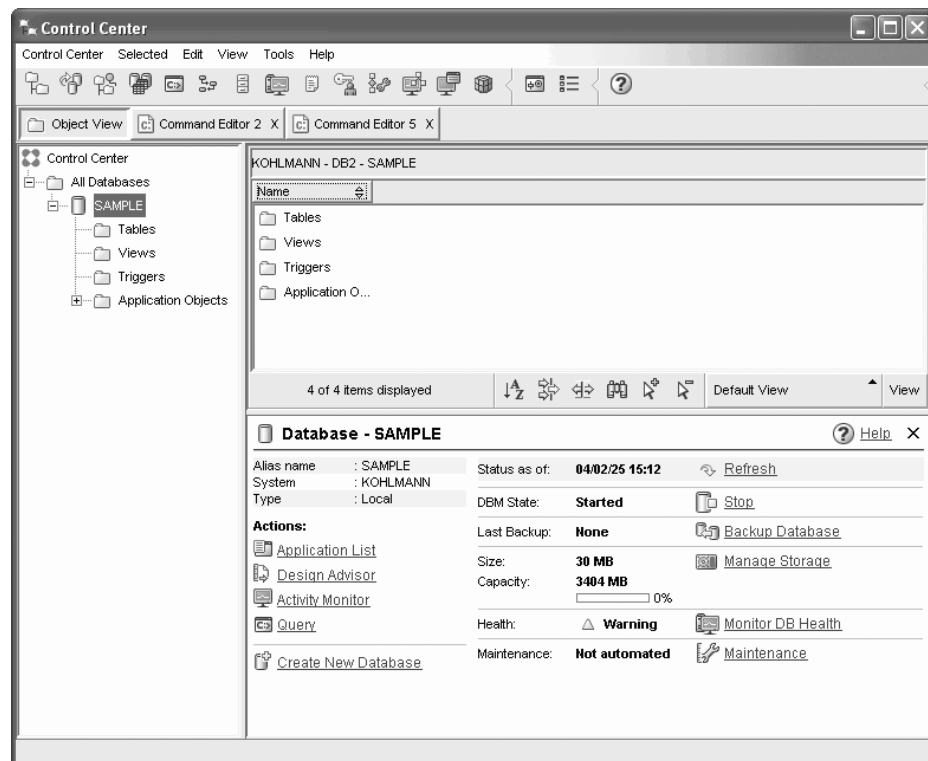 Control Center
Control Center Selected Edit View Tools Help
Object View Command Editor 2 X Command Editor 5 X
Control Center
All Databases
SAMPLE
Tables
Views
Triggers
Application Objects
KOHLMANN - DB2 - SAMPLE
Name
Tables
Views
Triggers
Application O...
4 of 4 items displayed
Default View
View
Database - SAMPLE
Help X
Alias name : SAMPLE
System : KOHLMANN
Type : Local
Actions:
Application List
Design Advisor
Activity Monitor
Query
Create New Database
Status as of: 04/02/25 15:12 Refresh
DBM State: Started Stop
Last Backup: None Backup Database
Size: 30 MB Manage Storage
Capacity: 3404 MB
0%
Health: Warning Monitor DB Health
Maintenance: Not automated Maintenance